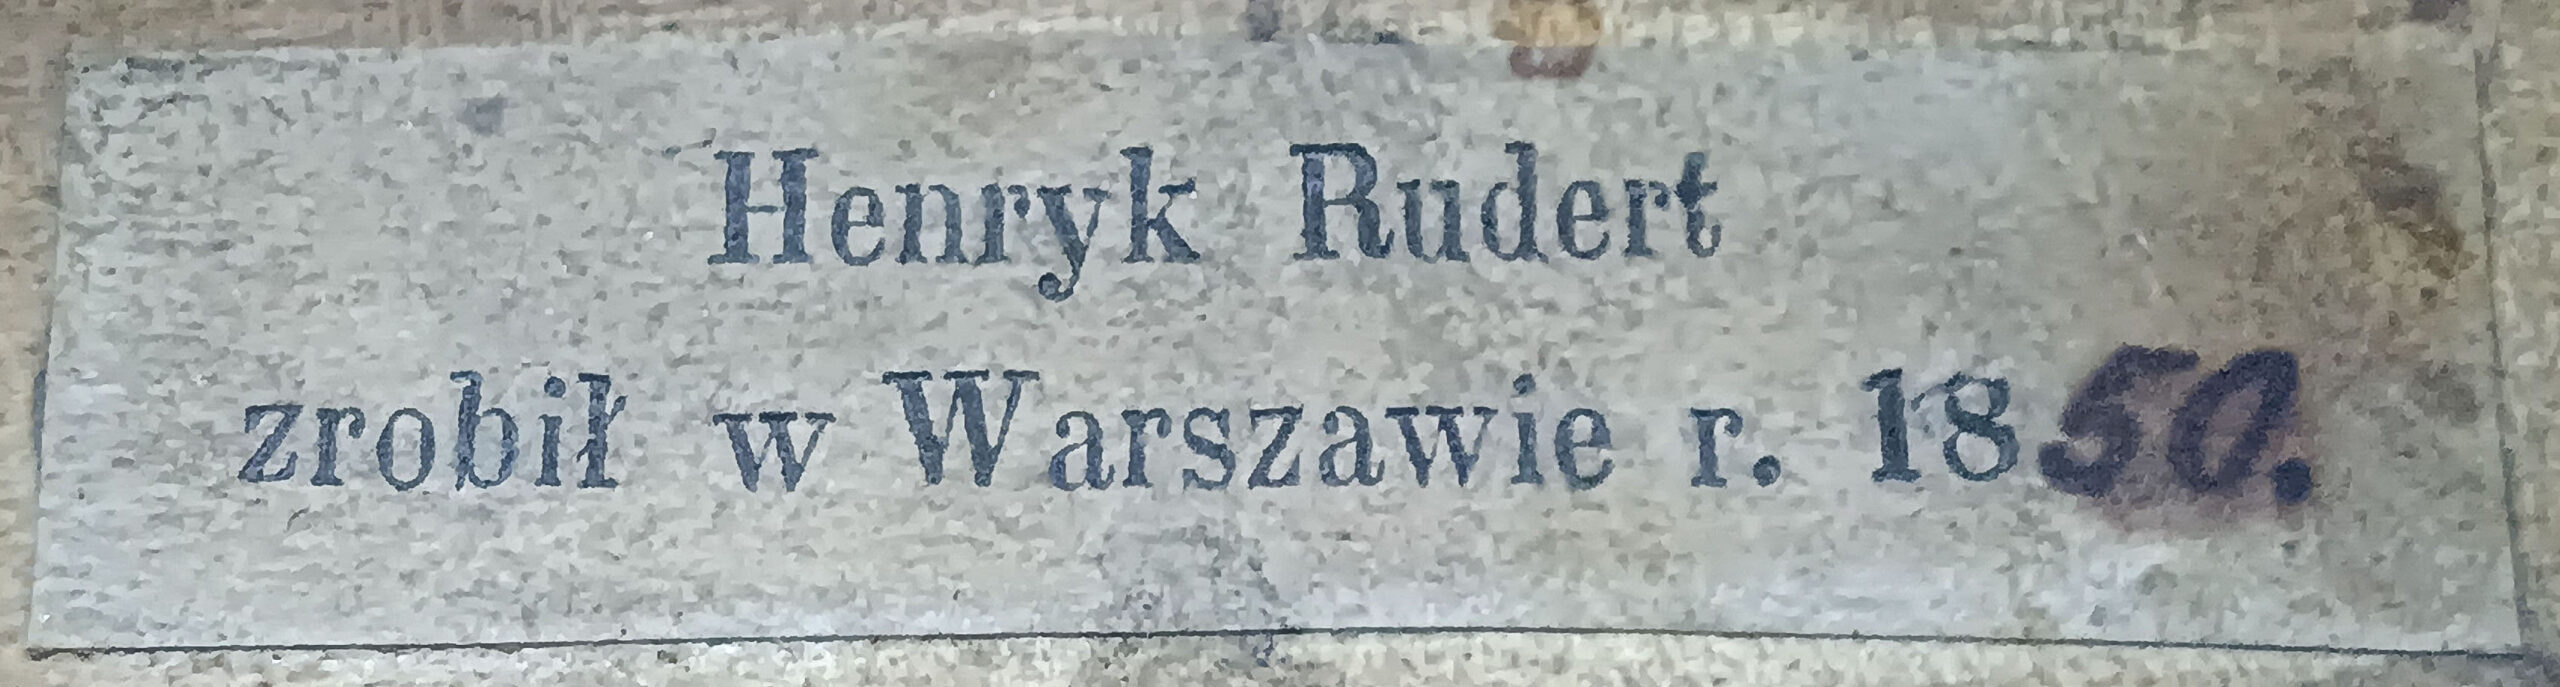 Henryk Rudert
zrobił w Warszawie r. 1850.